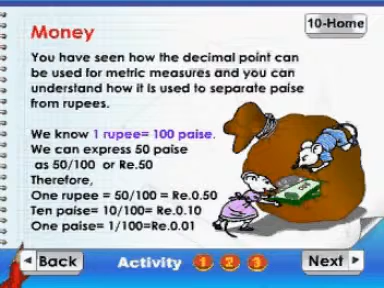 10-Home
Money
You have seen how the decimal point can
be used for metric measures and you can
understand how it is used to separate paise
from rupees.
We know 1 rupee= 100 paise.
We can express 50 paise
as 50/100 or Re.50
Therefore,
One rupee = 50/100 = Re.0.50
Ten paise= 10/100= Re.0.10
One paise= 1/100=Re.0.01
Back
Activity 1 2 3
Next